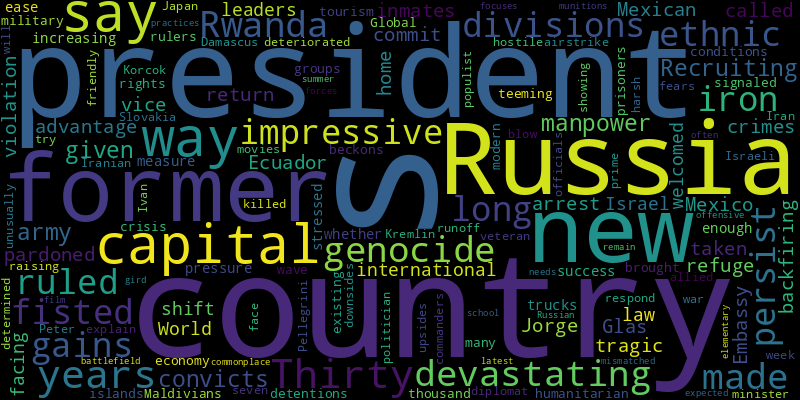 ease say leaders tourism inmates Japan practices focuses munitions
military Rwanda Global divisions Mexican called
rulers commit ethnic
increasing will Damascus deteriorated hostile airstrike conditions
president
friendly Korcok groups home populist showing prisoners Recruiting
rights return teeming harsh signaled
violation vice Slovakia fears iron
advantage way impressive manpower crimes
try given movies beckons blow Iran
Iranian measure Ecuador modern officials prime often Israeli
former S Russia
unusually Ivan killed stressed long arrest welcomed Israel Mexico
army crisis whether Kremlin runoff new offensive enough
capital veteran remain taken
pardoned genocide refuge
raising pressure wave international needs success brought allied
ruled country persist backfiring
determined gird shift existing downsides trucks respond war
fisted film face Pellegrini politician upsides commanders school Russian law elementary Embassy
Peter explain World many Jorge Glas week
facing gains economy commonplace latest tragic mismatched
battlefield Thirty devastating
years convicts made
islands Maldivians seven detentions thousand diplomat humanitarian expected minister